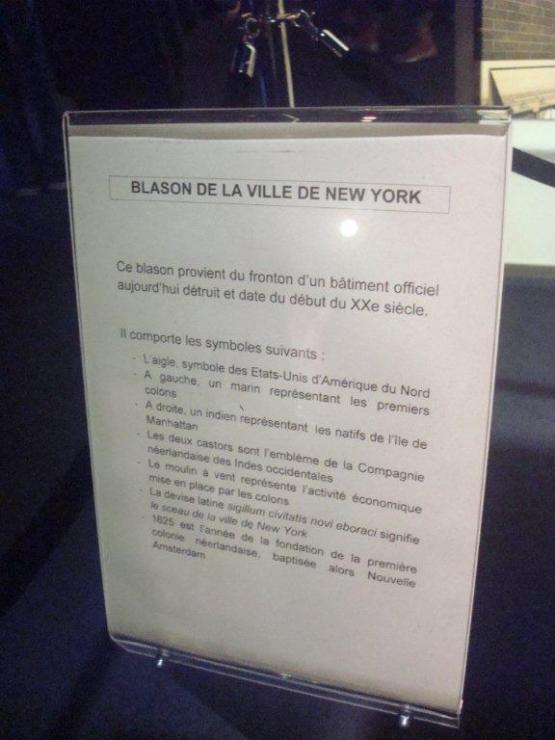 BLASON DE LA VILLE DE NEW YORK
Ce blason provient du fronton d'un bâtiment officiel
aujourd'hui détruit et date du début du XXe siècle.
Il comporte les symboles suivants :
- L'aigle, symbole des Etats-Unis d'Amérique du Nord
- A gauche, un marin représentant les premiers
colons
- A droite, un indien représentant les natifs de l'île de
Manhattan
- Les deux castors sont l'emblème de la Compagnie
néerlandaise des Indes occidentales
- Le moulin à vent représente l'activité économique
mise en place par les colons
- La devise latine sigillum civitatis novi eboraci signifie
le sceau de la ville de New York
- 1625 est l'année de la fondation de la première
colonie néerlandaise, baptisée alors Nouvelle
Amsterdam